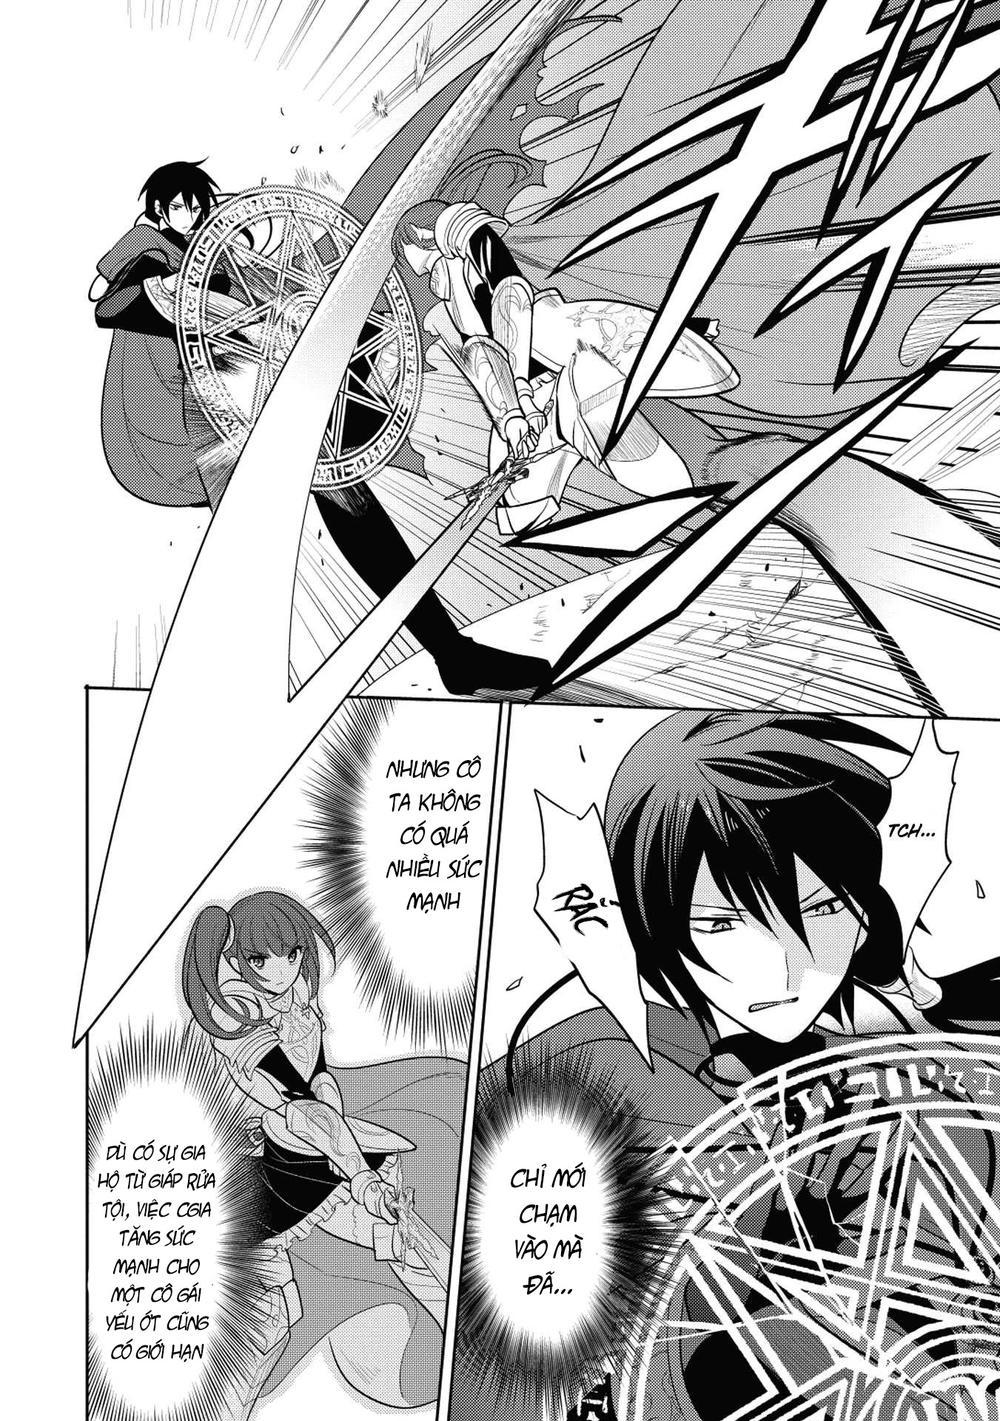 TCH...
RẮC
CHỈ MỚI
CHẠM
VÀO MÀ
ĐÃ...
NHƯNG CÔ
TA KHÔNG
CÓ QUÁ
NHIỀU SỨC
MẠNH
DÙ CÓ SỰ GIA
HỘ TỪ GIÁP RỬA
TỘI, VIỆC CGIA
TĂNG SỨC
MẠNH CHO
MỘT CÔ GÁI
YẾU ỚT CŨNG
CÓ GIỚI HẠN